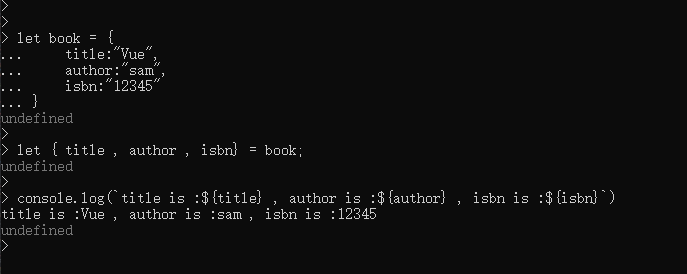 >
>
> let book = {
...     title:"Vue",
...     author:"sam",
...     isbn:"12345"
... }
undefined
>
> let { title , author , isbn} = book;
undefined
>
> console.log(`title is :${title} , author is :${author} , isbn is :${isbn}`)
title is :Vue , author is :sam , isbn is :12345
undefined
>